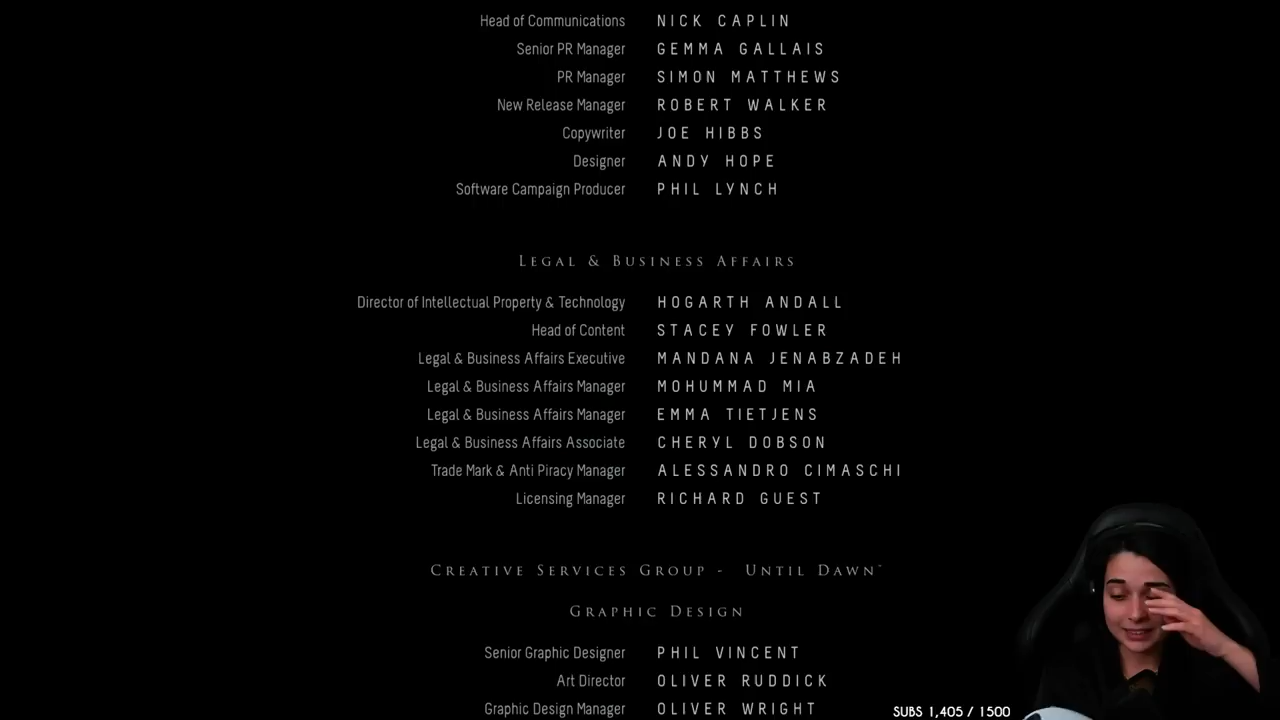 Head of Communications NICK CAPLIN
Senior PR Manager GEMMA GALLAIS
PR Manager SIMON MATTHEWS
New Release Manager ROBERT WALKER
Copywriter JOE HIBBS
Designer ANDY HOPE
Software Campaign Producer PHIL LYNCH
LEGAL & BUSINESS AFFAIRS
Director of Intellectual Property & Technology HOGARTH ANDALL
Head of Content STACEY FOWLER
Legal & Business Affairs Executive MANDANA JENABZADEH
Legal & Business Affairs Manager MOHUMMAD MIA
Legal & Business Affairs Manager EMMA TIETJENS
Legal & Business Affairs Associate CHERYL DOBSON
Trade Mark & Anti Piracy Manager ALESSANDRO CIMASCHI
Licensing Manager RICHARD GUEST
CREATIVE SERVICES GROUP - UNTIL DAWN™
GRAPHIC DESIGN
Senior Graphic Designer PHIL VINCENT
Art Director OLIVER RUDDICK
Graphic Design Manager OLIVER WRIGHT
SUBS 1,405 / 1500